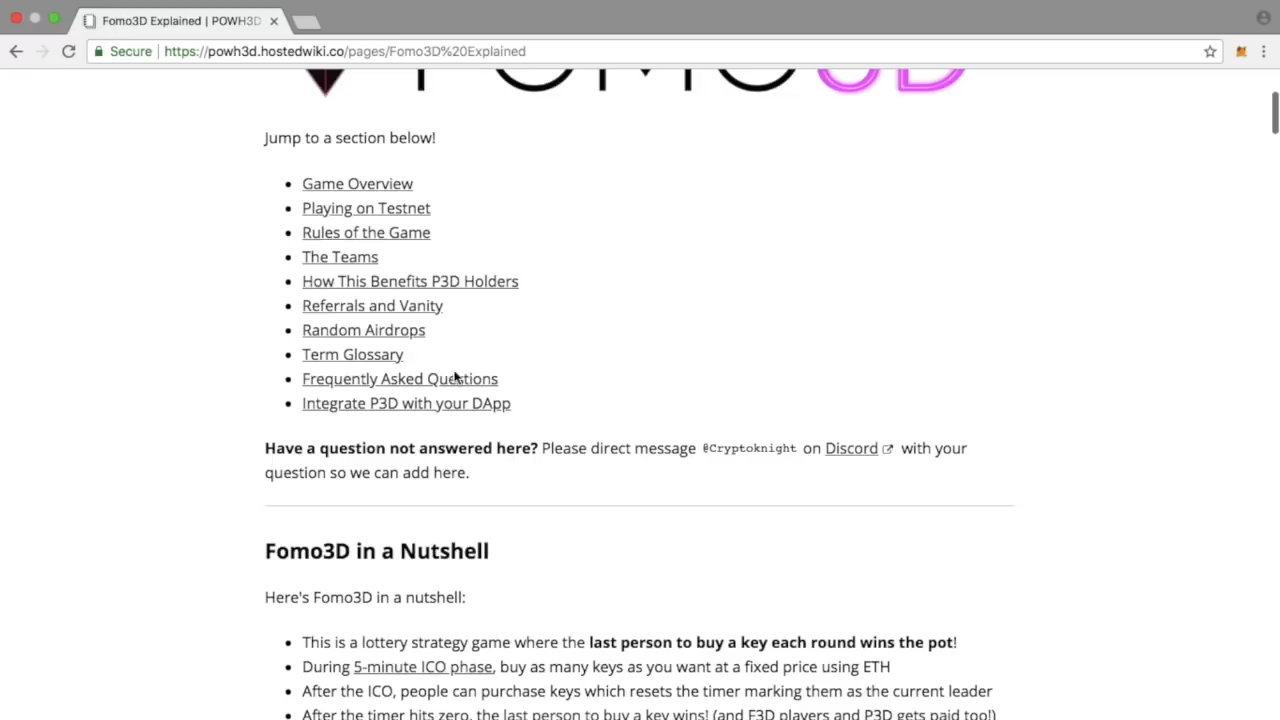 Fomo3D Explained | POWH3D
Secure | https://powh3d.hostedwiki.co/pages/Fomo3D%20Explained
FOMO3D
Jump to a section below!
Game Overview
Playing on Testnet
Rules of the Game
The Teams
How This Benefits P3D Holders
Referrals and Vanity
Random Airdrops
Term Glossary
Frequently Asked Questions
Integrate P3D with your DApp
Have a question not answered here? Please direct message @Cryptoknight on Discord with your
question so we can add here.
Fomo3D in a Nutshell
Here's Fomo3D in a nutshell:
This is a lottery strategy game where the last person to buy a key each round wins the pot!
During 5-minute ICO phase, buy as many keys as you want at a fixed price using ETH
After the ICO, people can purchase keys which resets the timer marking them as the current leader
After the timer hits zero, the last person to buy a key wins! (and F3D players and P3D gets paid too!)